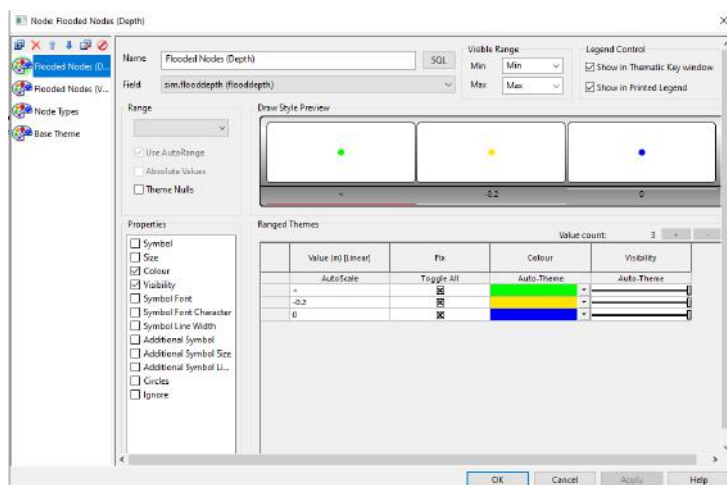 Node: Flooded Nodes (Depth)
Flooded Nodes (D...
Flooded Nodes (V...
Node Types
Base Theme
Name
Flooded Nodes (Depth)
SQL
Field
sim.flooddepth (flooddepth)
Visible Range
Min
Min
Max
Max
Legend Control
Show in Thematic Key window
Show in Printed Legend
Range
Use AutoRange
Absolute Values
Theme Nulls
Draw Style Preview
<
-0.2
0
Properties
Symbol
Size
Colour
Visibility
Symbol Font
Symbol Font Character
Symbol Line Width
Additional Symbol
Additional Symbol Size
Additional Symbol Li...
Circles
Ignore
Ranged Themes
Value count: 3 + -
Value (m) [Linear] Fix Colour Visibility
AutoScale Toggle All Auto-Theme Auto-Theme
<
-0.2
0
OK Cancel Apply Help